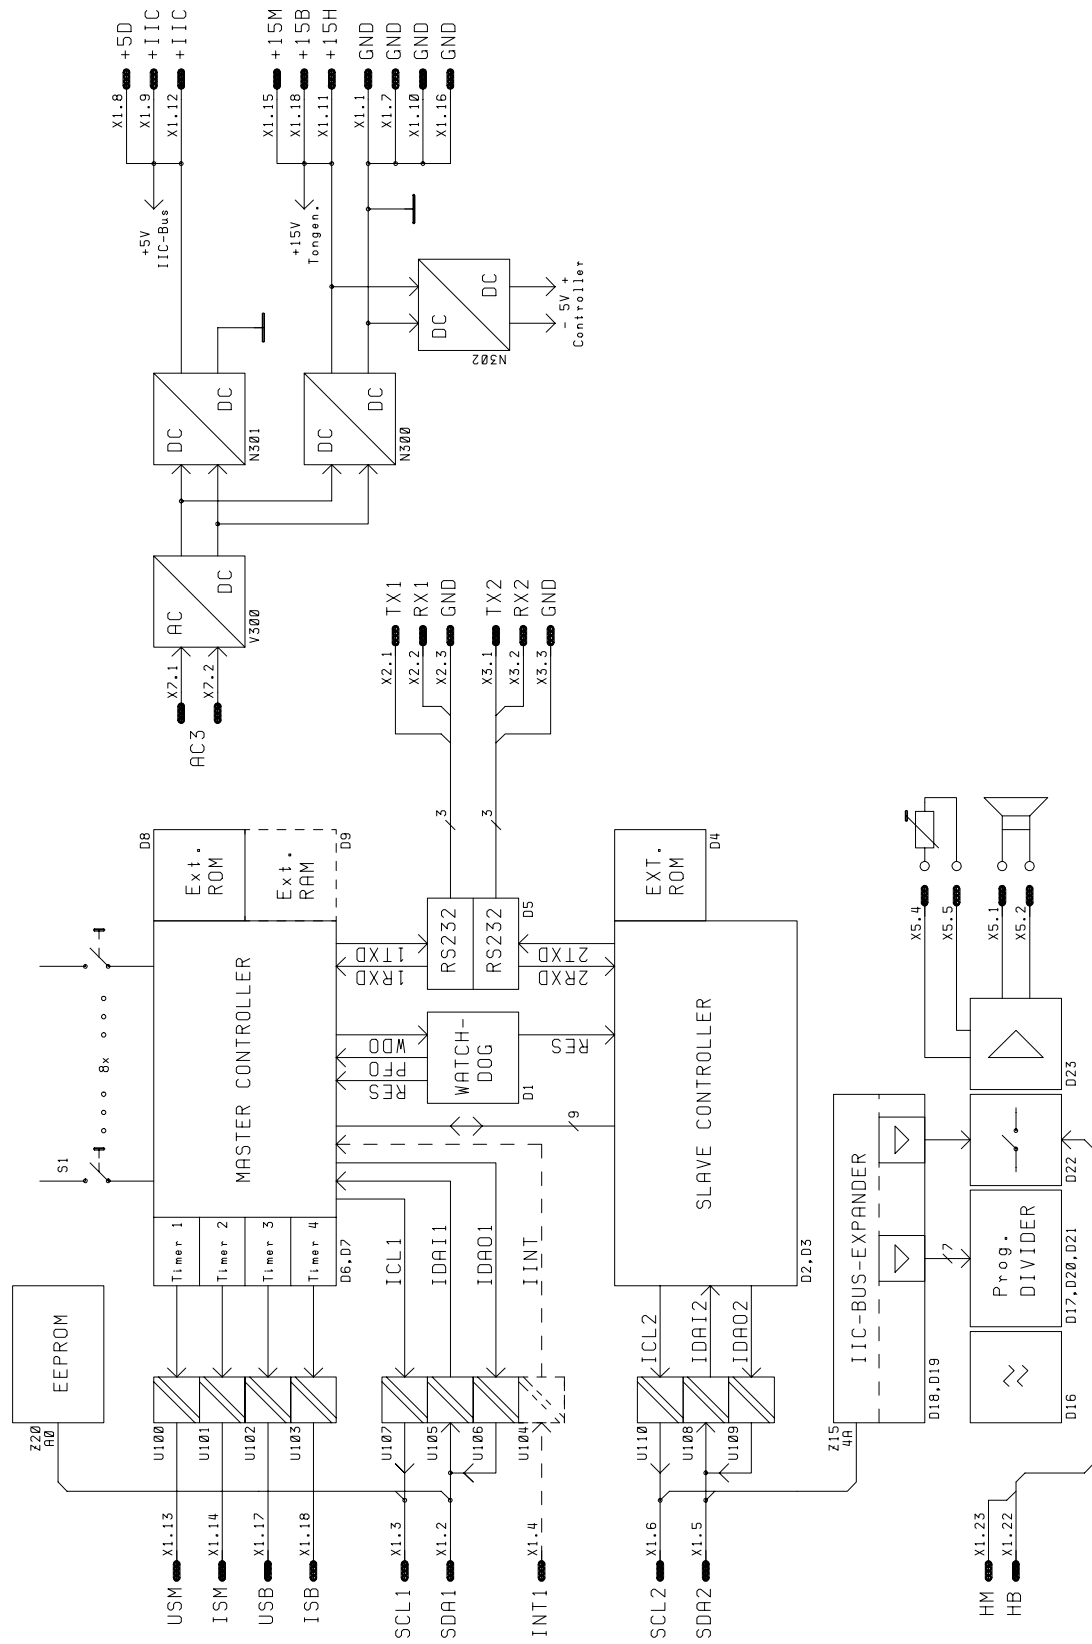 USM
X1.13
ISM
X1.14
USB
X1.17
ISB
X1.18
SCL1
X1.3
SDA1
X1.2
INT1
X1.4
SCL2
X1.6
SDA2
X1.5
HM
X1.23
HB
X1.22
Z20
A0
EEPROM
U100
U101
U102
U103
U107
U105
U106
U104
U110
U108
U109
Timer 1
Timer 2
Timer 3
Timer 4
D6,D7
MASTER CONTROLLER
S1
8x
Ext.
ROM
D8
Ext.
RAM
D9
ICL1
IDAI1
IDAO1
IINT
RES
PFO
WDO
1RXD
1TXD
9
WATCH-
DOG
D1
RES
RS232
RS232
D5
2RXD
2TXD
3
3
X2.1
TX1
X2.2
RX1
X2.3
GND
X3.1
TX2
X3.2
RX2
X3.3
GND
ICL2
IDAI2
IDAO2
SLAVE CONTROLLER
D2,D3
EXT.
ROM
D4
Z15
4A
IIC-BUS-EXPANDER
D18,D19
7
D16
Prog.
DIVIDER
D17,D20,D21
D22
D23
X5.4
X5.5
X5.1
X5.2
AC3
X7.1
X7.2
AC
DC
V300
DC
DC
N301
DC
DC
N300
DC
DC
N302
- 5V +
Controller
+5V
IIC-Bus
+15V
Tongen.
X1.8
+5D
X1.9
+IIC
X1.12
+IIC
X1.15
+15M
X1.18
+15B
X1.11
+15H
X1.1
GND
X1.7
GND
X1.10
GND
X1.16
GND